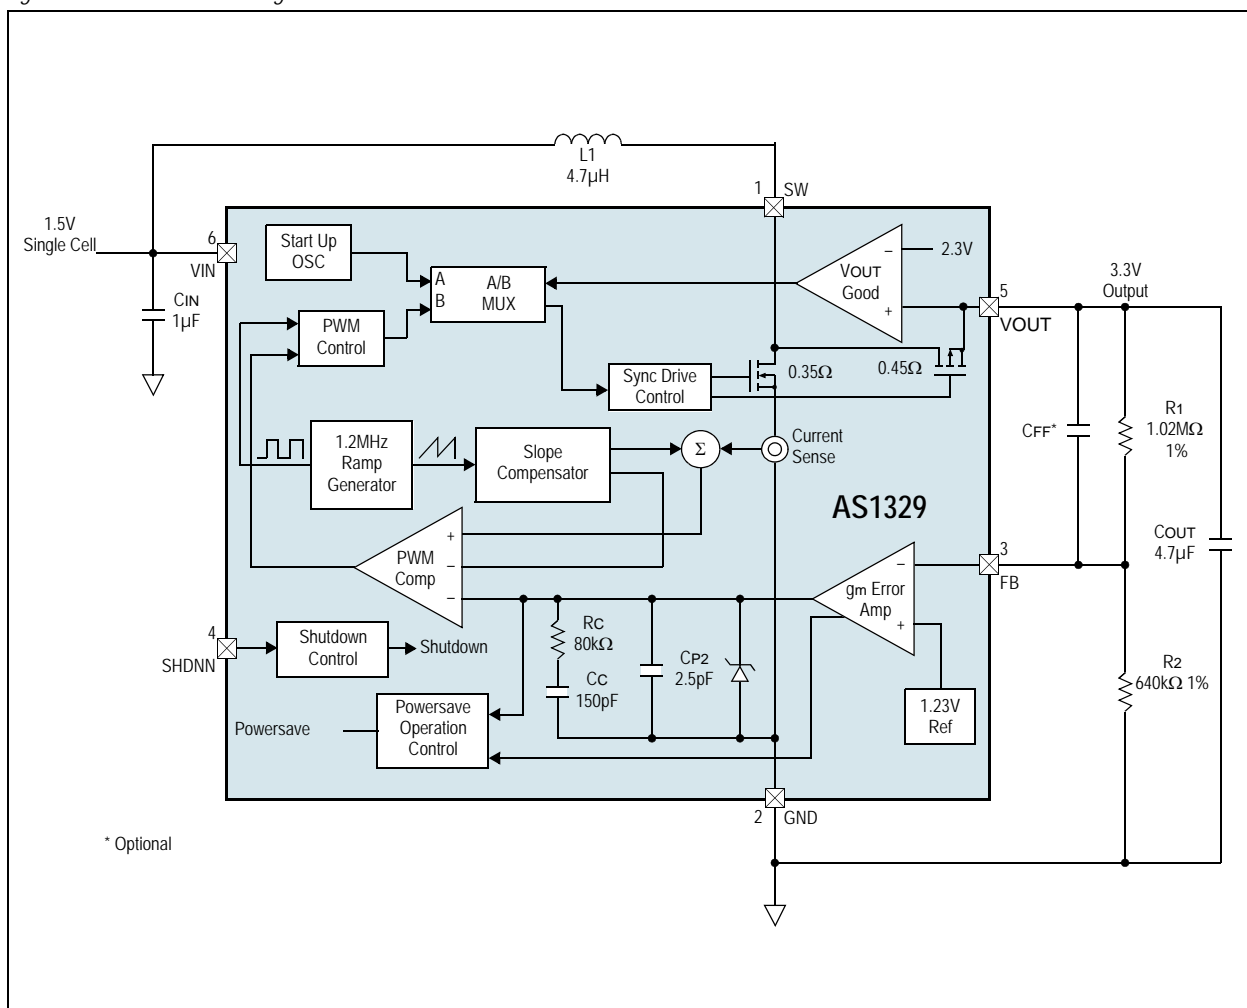 L1
4.7µH
1
SW
1.5V
Single Cell
6
VIN
Start Up
OSC
A
B
A/B
MUX
VOUT
Good
−
2.3V
+
5
VOUT
3.3V
Output
CIN
1µF
PWM
Control
Sync Drive
Control
0.35Ω
0.45Ω
CFF*
R1
1.02MΩ
1%
1.2MHz
Ramp
Generator
Slope
Compensator
Σ
Current
Sense
AS1329
COUT
4.7µF
PWM
Comp
+
−
−
gm Error
Amp
−
+
3
FB
4
SHDNN
Shutdown
Control
Shutdown
RC
80kΩ
CC
150pF
CP2
2.5pF
R2
640kΩ 1%
1.23V
Ref
Powersave
Powersave
Operation
Control
2
GND
* Optional